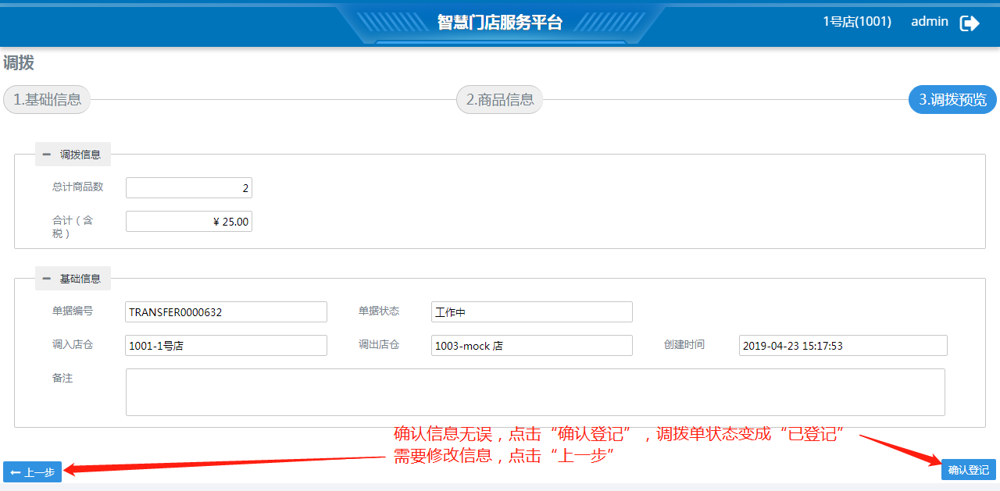 智慧门店服务平台
1号店(1001) admin
调拨
1.基础信息 2.商品信息 3.调拨预览
调拨信息
总计商品数 2
合计（含
税） ¥ 25.00
基础信息
单据编号 TRANSFER0000632 单据状态 工作中
调入店仓 1001-1号店 调出店仓 1003-mock 店 创建时间 2019-04-23 15:17:53
备注
确认信息无误，点击“确认登记”，调拨单状态变成“已登记”
需要修改信息，点击“上一步”
上一步 确认登记